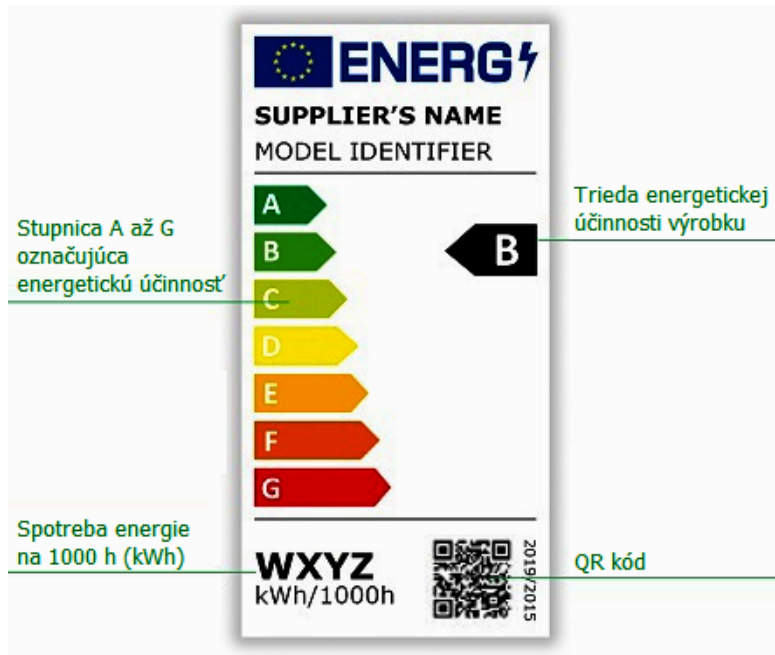 ENERG
SUPPLIER'S NAME
MODEL IDENTIFIER
A
B
C
D
E
F
G
B
Stupnica A až G
označujúca
energetickú účinnosť
Trieda energetickej
účinnosti výrobku
Spotreba energie
na 1000 h (kWh)
WXYZ
kWh/1000h
2019/2015
QR kód